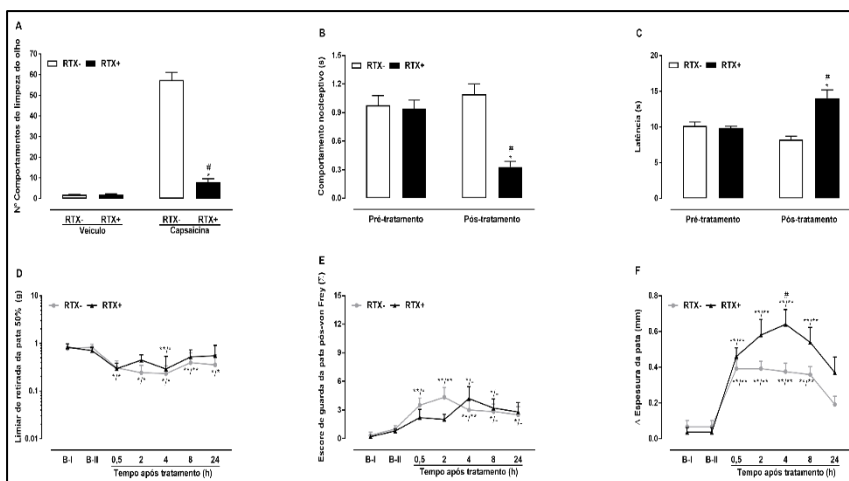 A
Nº Comportamentos de limpeza do olho
RTX-
RTX+
70
60
50
40
30
20
10
0
#
*
RTX- RTX+ RTX- RTX+
Veículo Capsaicina
B
Comportamento nociceptivo (s)
RTX-
RTX+
1.5
1.2
0.9
0.6
0.3
0.0
#
*
Pré-tratamento Pós-tratamento
C
Latência (s)
RTX-
RTX+
20
15
10
5
0
¤
*
Pré-tratamento Pós-tratamento
D
Limiar de retirada da pata 50% (g)
RTX- RTX+
10
1
0.1
0.01
B-I B-II 0,5 2 4 8 24
Tempo após tratamento (h)
E
Escore de guarda da pata pós-von Frey (Σ)
RTX- RTX+
15
12
9
6
3
0
B-I B-II 0,5 2 4 8 24
Tempo após tratamento (h)
F
Δ Espessura da pata (mm)
RTX- RTX+
0.8
0.6
0.4
0.2
0.0
#
B-I B-II 0,5 2 4 8 24
Tempo após tratamento (h)